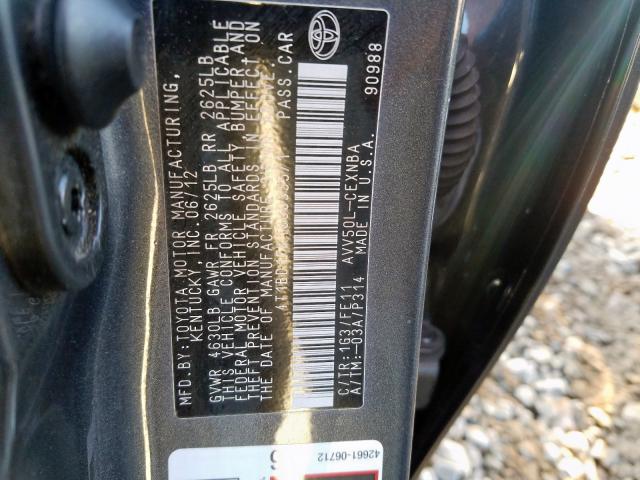 MFD.BY:TOYOTA MOTOR MANUFACTURING,
KENTUCKY, INC. 06/12
GVWR 4630LB GAWR FR 2625LB RR 2625LB
THIS VEHICLE CONFORMS TO ALL APPLICABLE
FEDERAL MOTOR VEHICLE SAFETY BUMPER, AND
THEFT PREVENTION STANDARDS IN EFFECT ON
THE DATE OF MANUFACTURE
PASS.CAR
C/TR:1G3/FE11
AVV50L-CEXNBA
A/TM:-03A/P314
MADE IN U.S.A.
90988
42661-06712